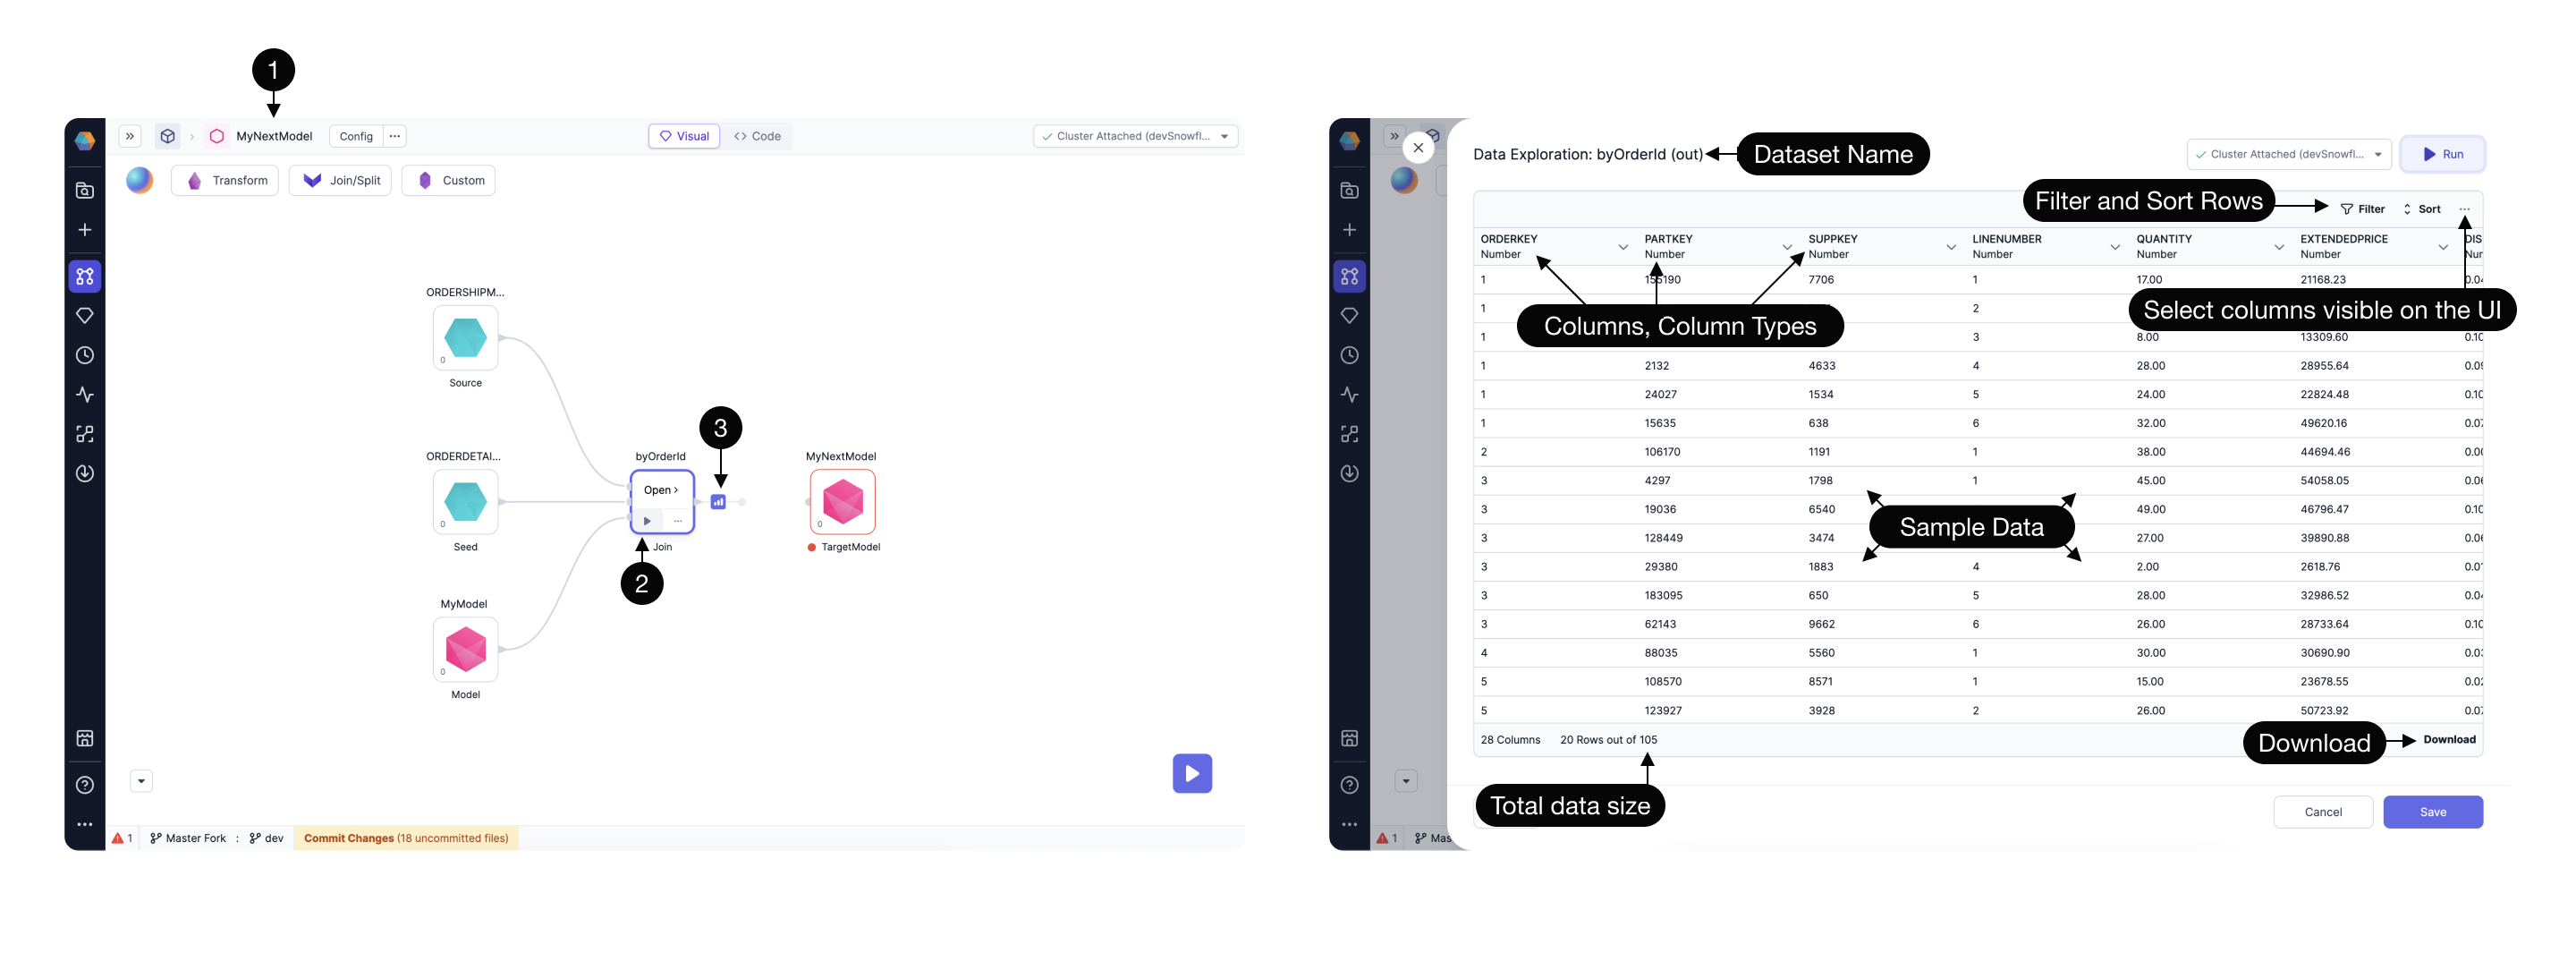 1
MyNextModel
Config
...
Visual
<> Code
Cluster Attached (devSnowfl...
Transform
Join/Split
Custom
ORDERSHIPM...
0
Source
ORDERDETAI...
0
Seed
MyModel
0
Model
byOrderId
Open >
...
Join
2
3
MyNextModel
0
TargetModel
1
Master Fork : dev
Commit Changes (18 uncommitted files)
Data Exploration: byOrderId (out)
Dataset Name
Cluster Attached (devSnowfl...
Run
Filter and Sort Rows
Filter
Sort
...
ORDERKEY PARTKEY SUPPKEY LINENUMBER QUANTITY EXTENDEDPRICE DIS
Number Number Number Number Number Number Nur
1 155190 7706 1 17.00 21168.23 0.04
1 2
Select columns visible on the UI
Columns, Column Types
1 3 8.00 13309.60 0.10
1 2132 4633 4 28.00 28955.64 0.09
1 24027 1534 5 24.00 22824.48 0.10
1 15635 638 6 32.00 49620.16 0.07
2 106170 1191 1 38.00 44694.46 0.00
3 4297 1798 1 45.00 54058.05 0.06
3 19036 6540 49.00 46796.47 0.10
Sample Data
3 128449 3474 27.00 39890.88 0.06
3 29380 1883 4 2.00 2618.76 0.01
3 183095 650 5 28.00 32986.52 0.04
3 62143 9662 6 26.00 28733.64 0.10
4 88035 5560 1 30.00 30690.90 0.03
5 108570 8571 1 15.00 23678.55 0.02
5 123927 3928 2 26.00 50723.92 0.07
28 Columns 20 Rows out of 105
Download
Download
Total data size
Cancel
Save
1
Mas